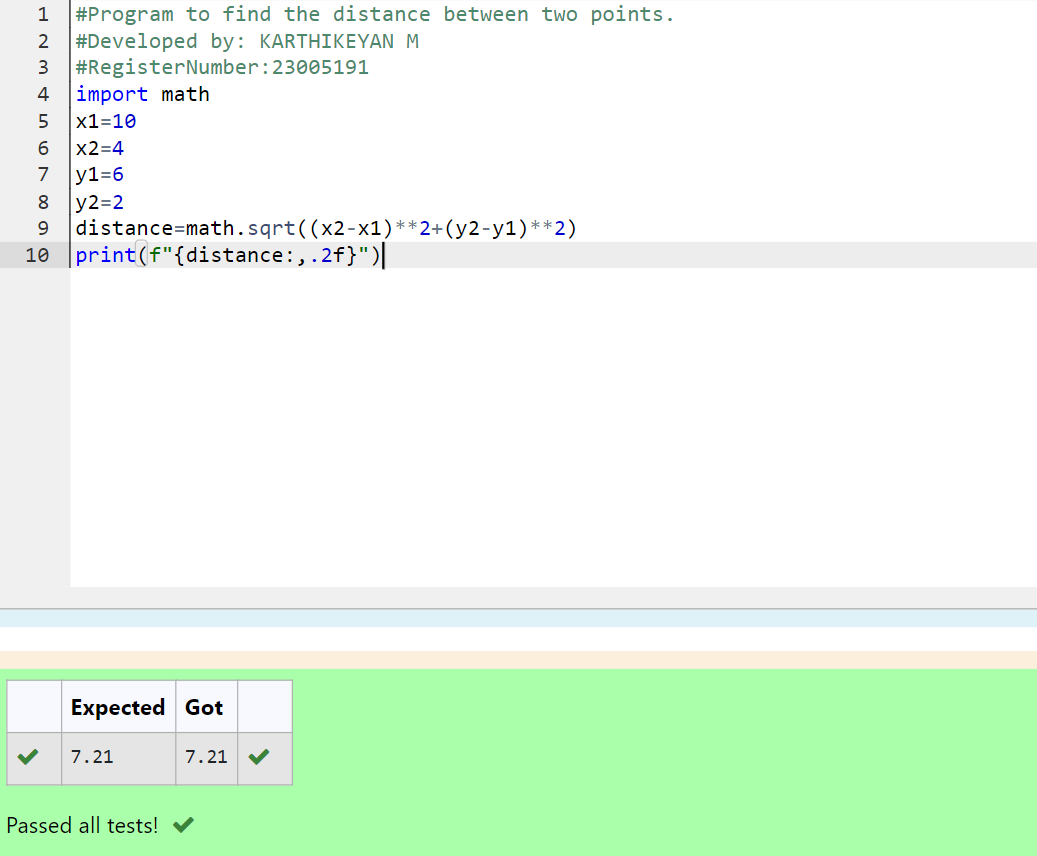 1 #Program to find the distance between two points.
2 #Developed by: KARTHIKEYAN M
3 #RegisterNumber:23005191
4 import math
5 x1=10
6 x2=4
7 y1=6
8 y2=2
9 distance=math.sqrt((x2-x1)**2+(y2-y1)**2)
10 print(f"{distance:,.2f}")
Expected Got
7.21 7.21
Passed all tests!